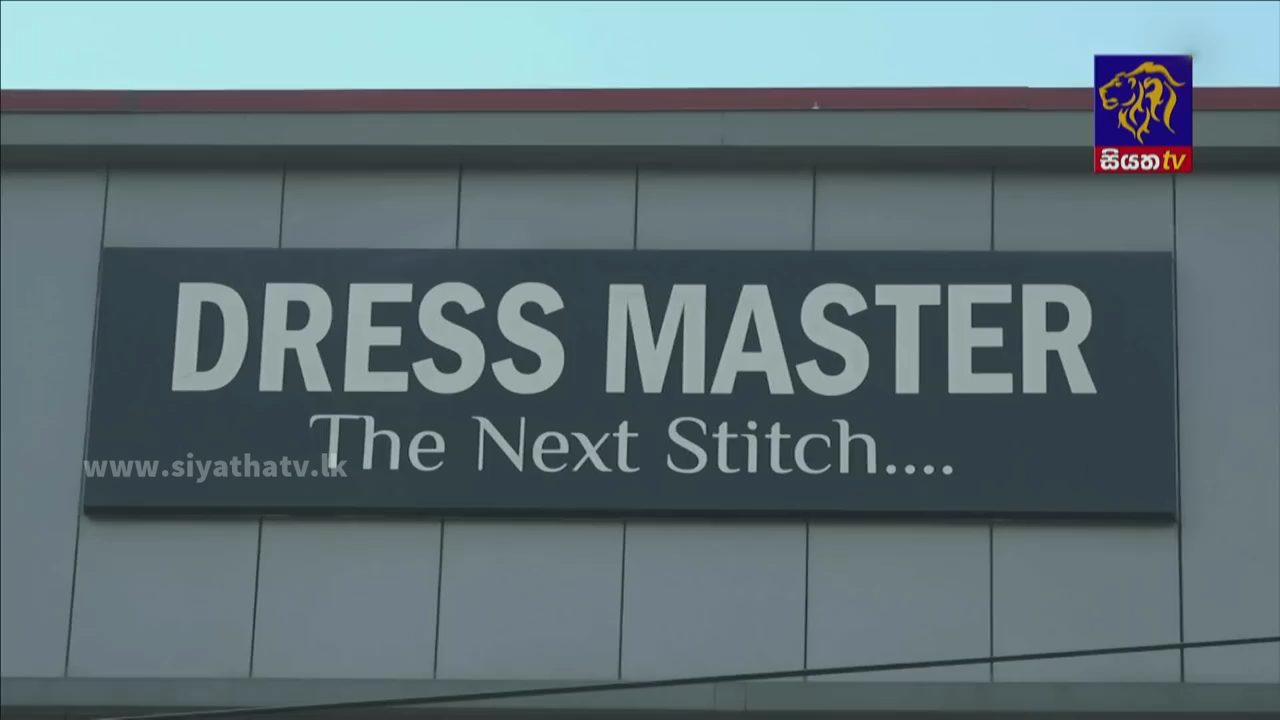 සියත tv
DRESS MASTER
The Next Stitch....
www.siyathatv.lk